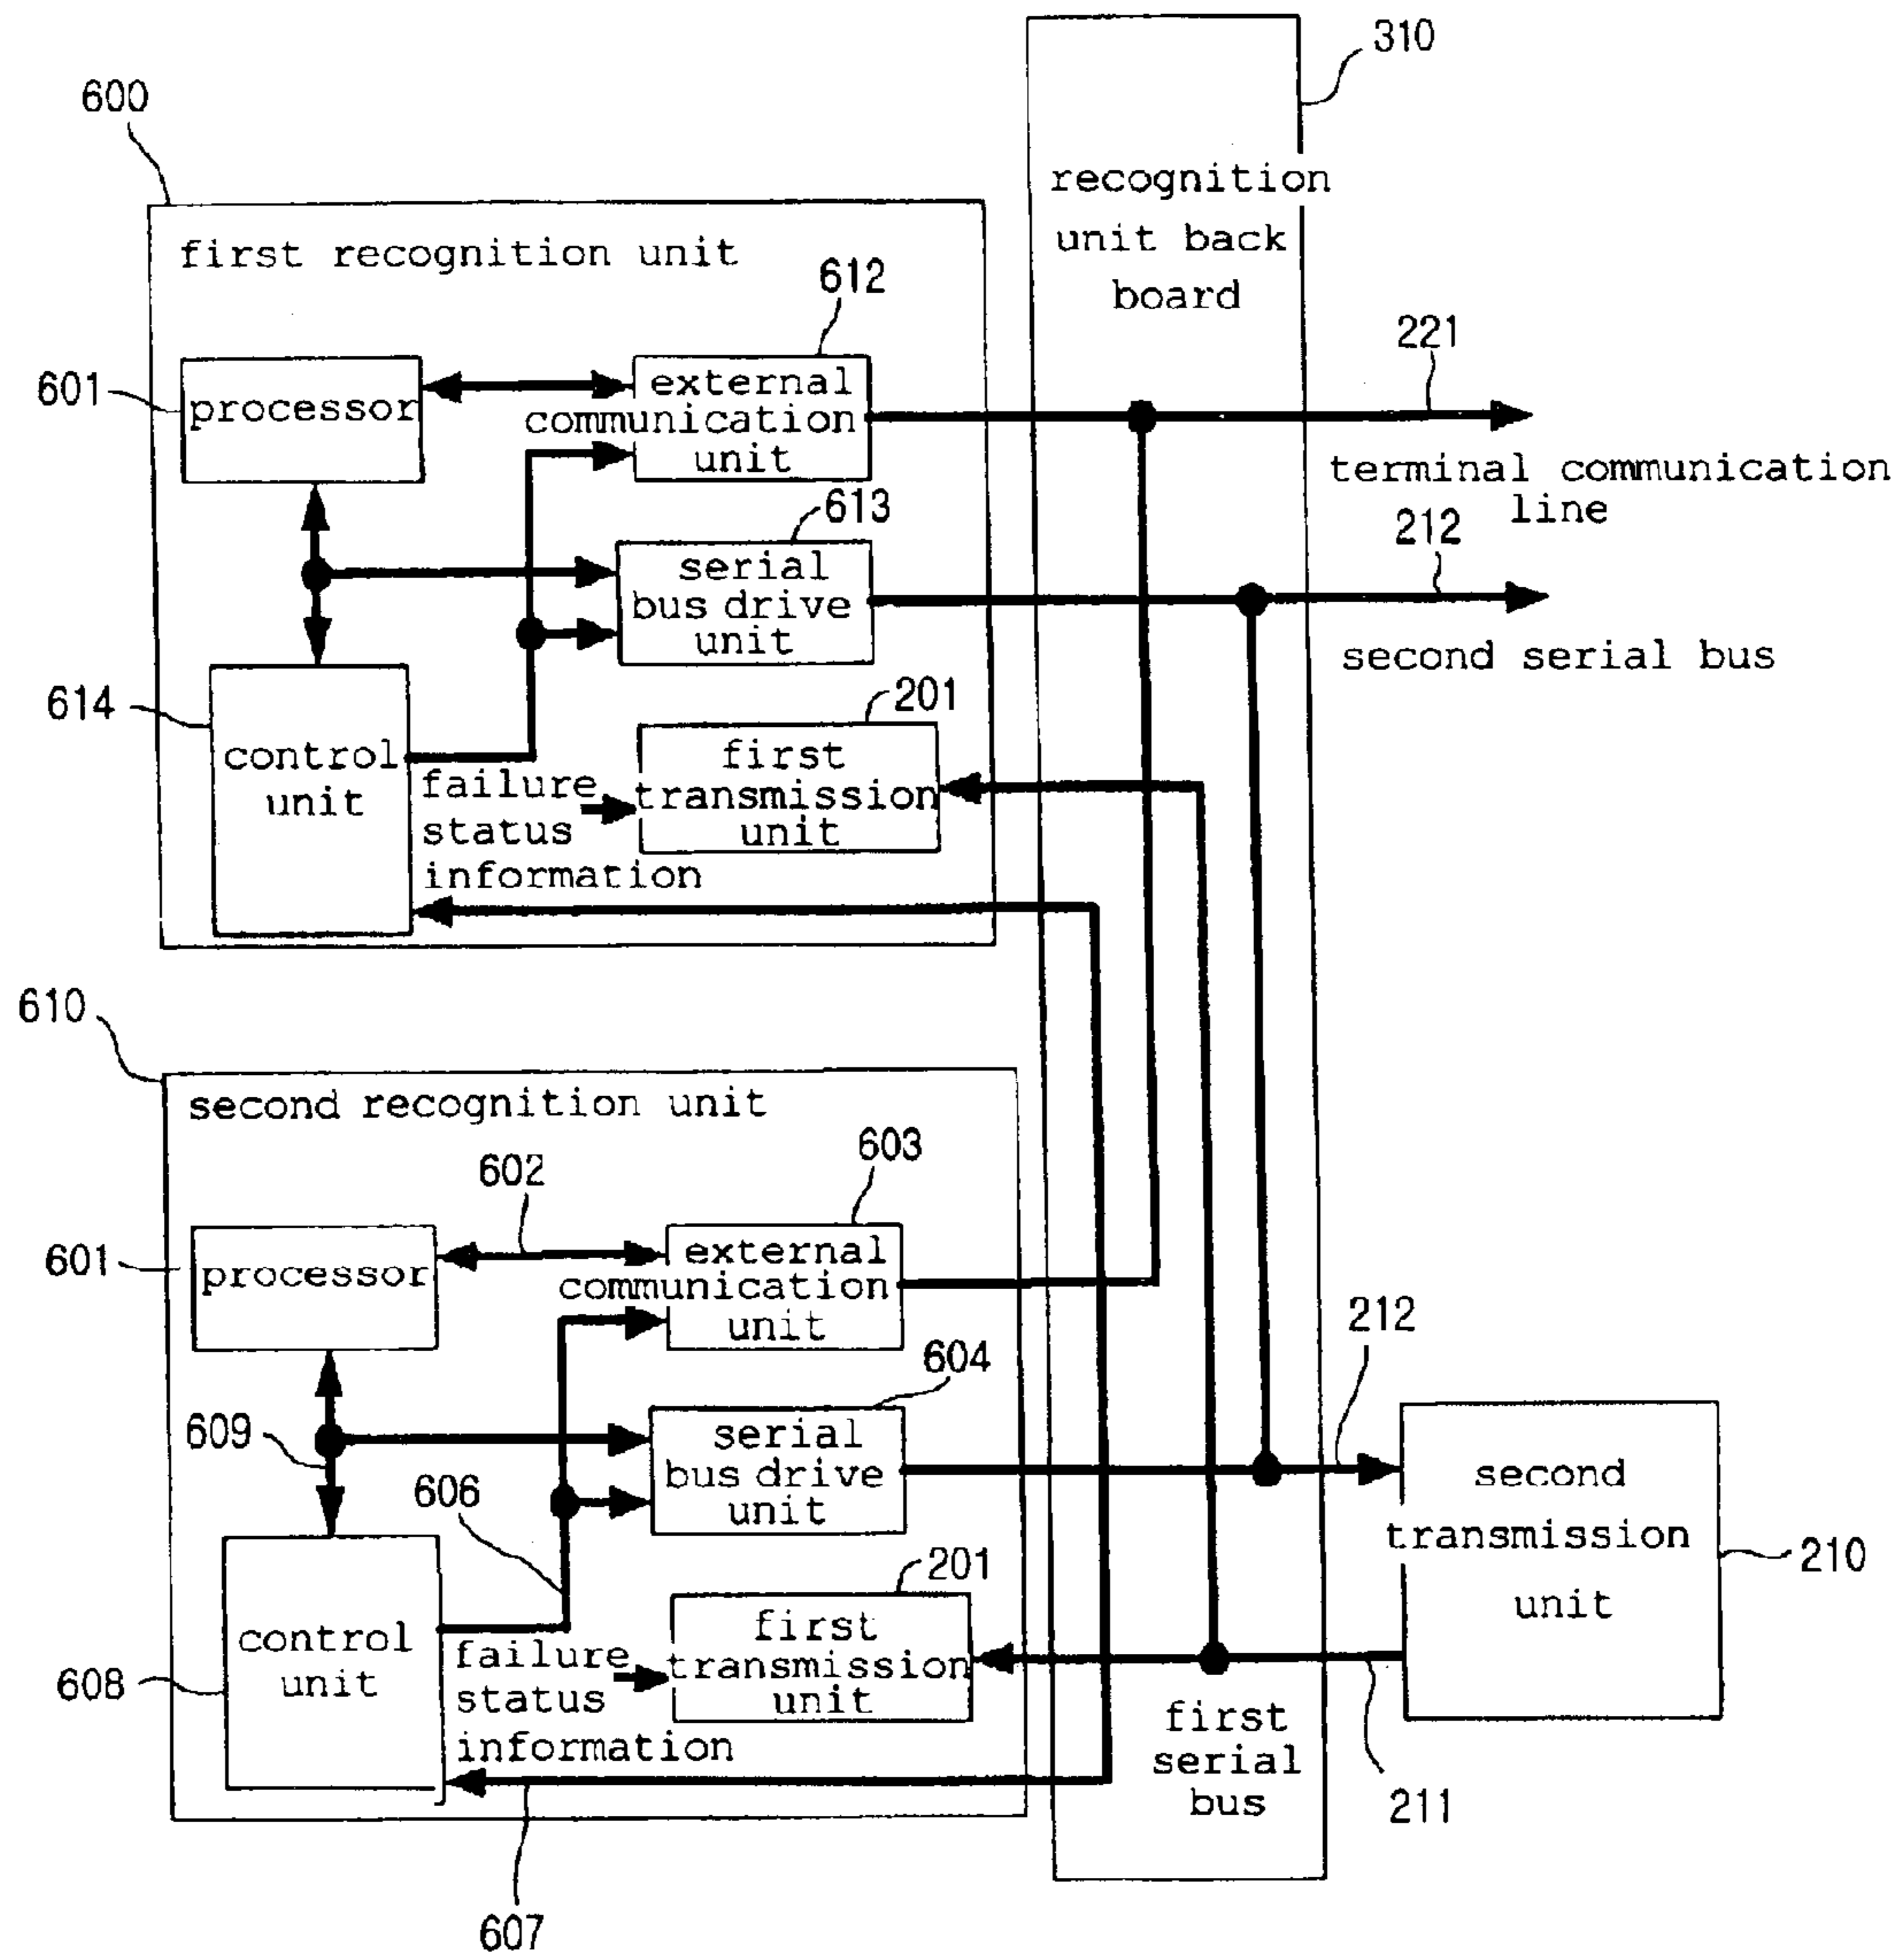 310
600
recognition
unit back
board
first recognition unit
612
221
601
processor
external
communication
unit
terminal communication
line
613
212
serial
bus drive
unit
second serial bus
614
201
control
unit
first
transmission
unit
failure
status
information
610
second recognition unit
602
603
601
processor
external
communication
unit
212
604
609
606
serial
bus drive
unit
second
transmission
unit
210
201
control
unit
first
transmission
unit
608
failure
status
information
first
serial
bus
211
607